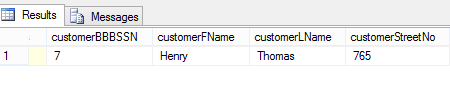 Results Messages
customerBBBSSN customerFName customerLName customerStreetNo
1 7 Henry Thomas 765